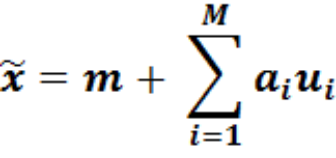 x̃ = m + ∑_{i=1}^{M} a_i u_i